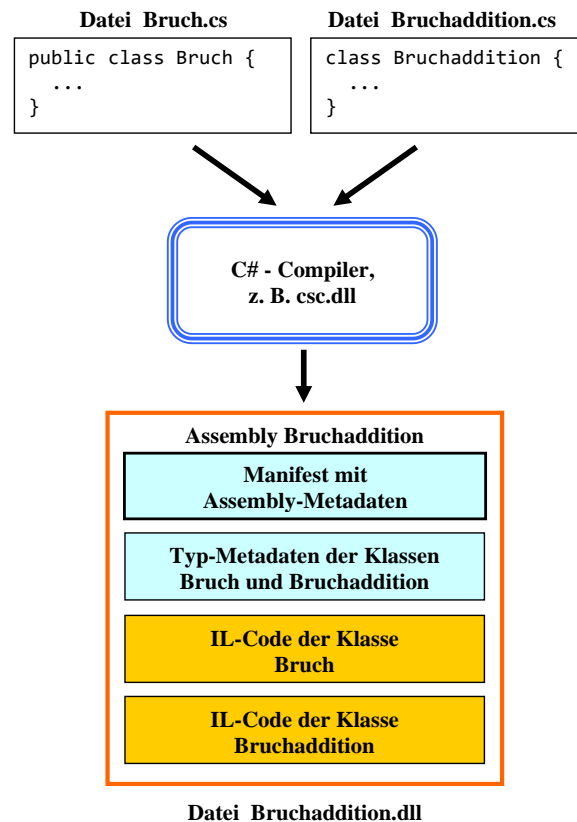 Datei Bruch.cs
public class Bruch {
...
}
Datei Bruchaddition.cs
class Bruchaddition {
...
}
C# - Compiler,
z. B. csc.dll
Assembly Bruchaddition
Manifest mit
Assembly-Metadaten
Typ-Metadaten der Klassen
Bruch und Bruchaddition
IL-Code der Klasse
Bruch
IL-Code der Klasse
Bruchaddition
Datei Bruchaddition.dll